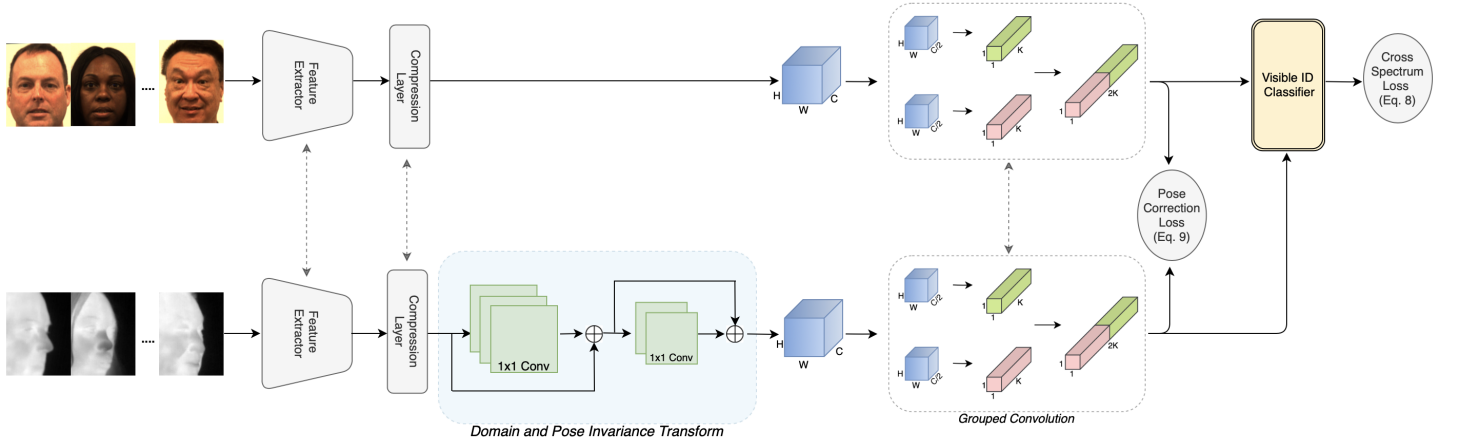 ....
Feature
Extractor
Compression
Layer
H
W
C
H
W
C/2
1
K
H
W
C/2
1
1
K
1
2K
1
Visible ID
Classifier
Cross
Spectrum
Loss
(Eq. 8)
Pose
Correction
Loss
(Eq. 9)
....
Feature
Extractor
Compression
Layer
1x1 Conv
1x1 Conv
H
W
C
H
W
C/2
1
K
1
H
W
C/2
1
K
1
1
2K
1
Domain and Pose Invariance Transform
Grouped Convolution